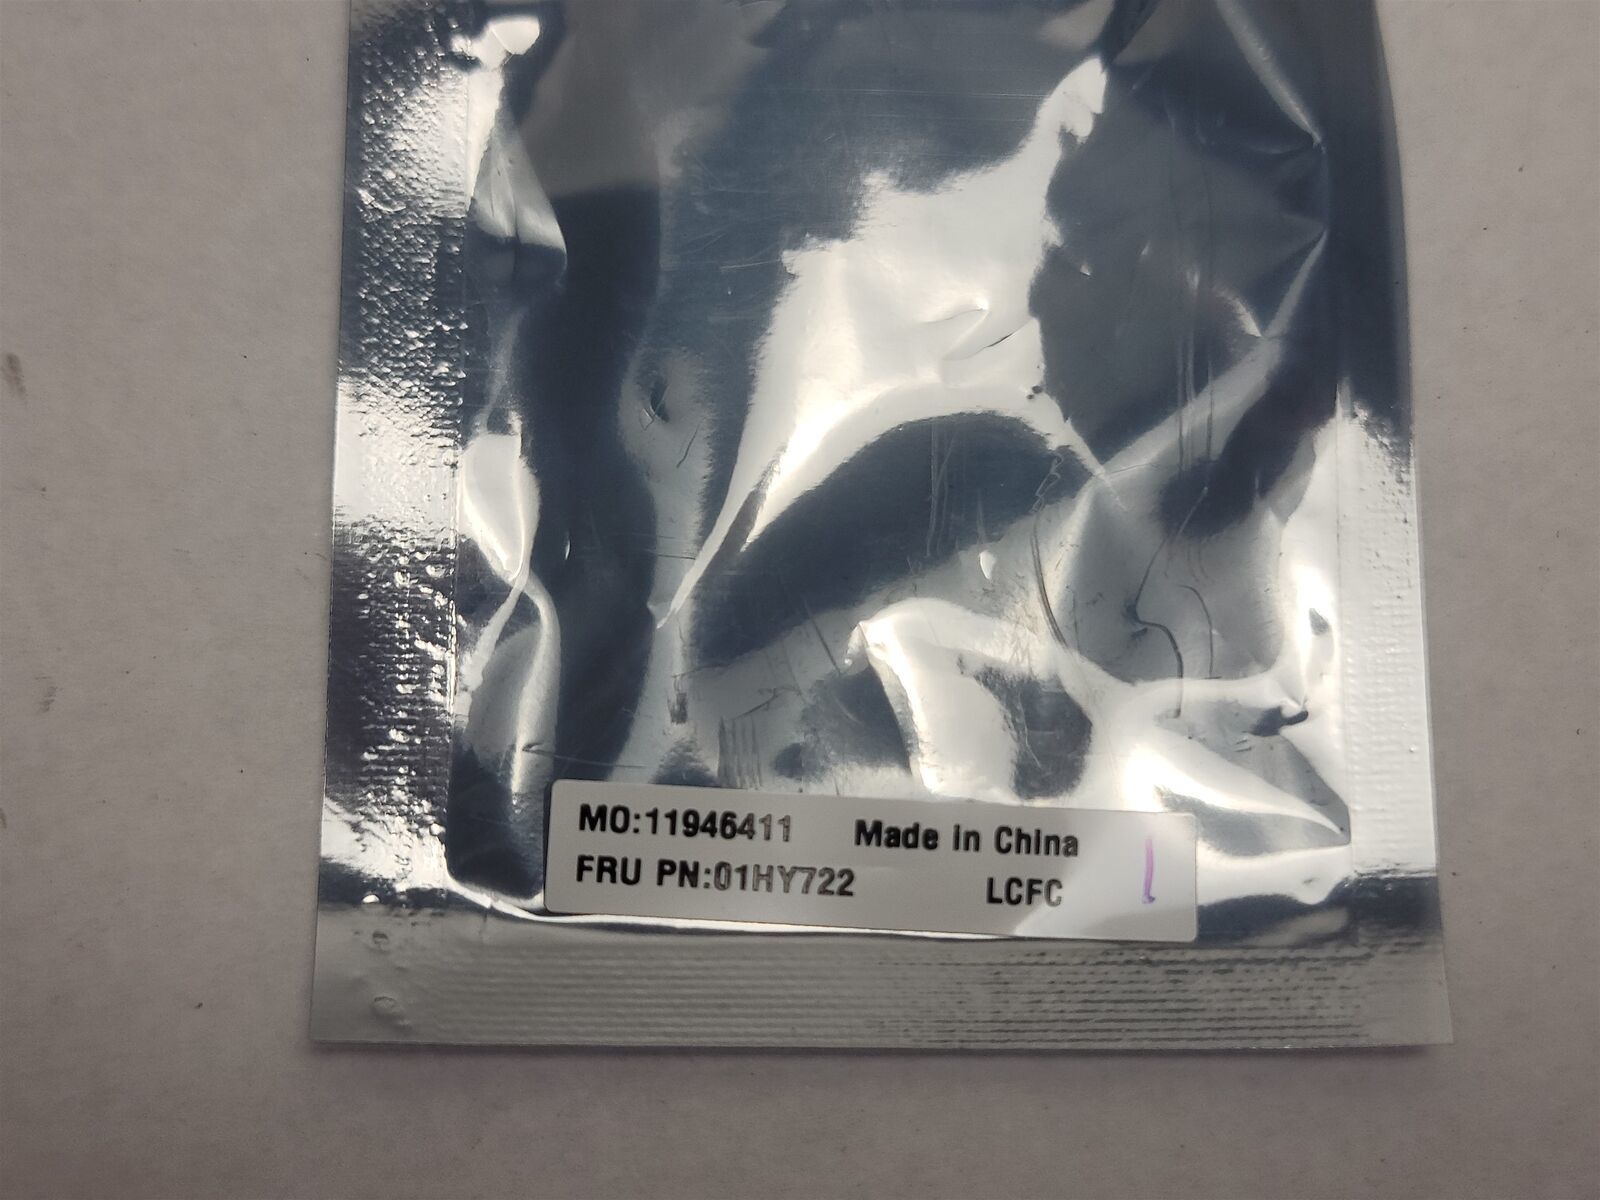 MO:11946411 Made in China
FRU PN:01HY722 LCFC